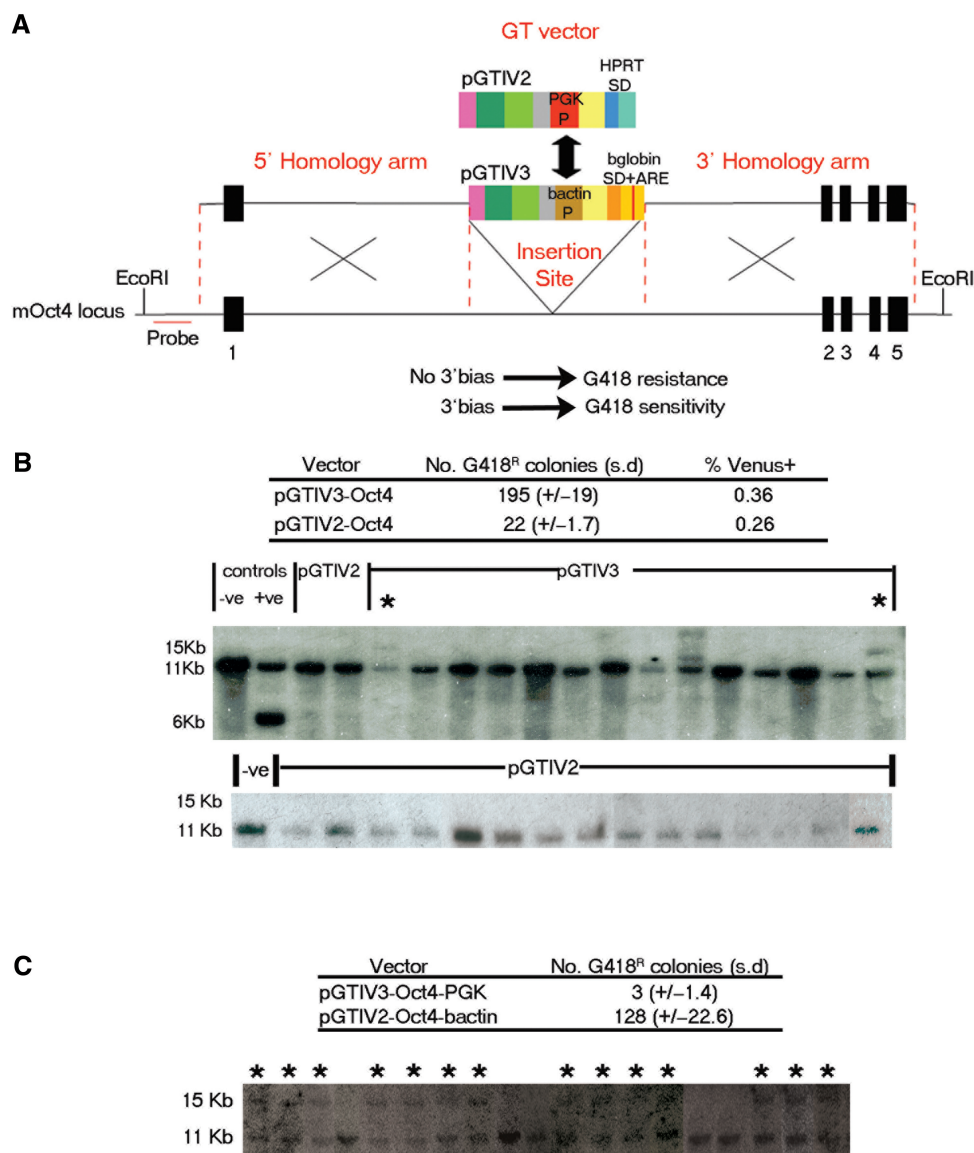 A
GT vector
pGTIV2
HPRT
SD
PGK
P
5' Homology arm
3' Homology arm
pGTIV3
bglobin
SD+ARE
bactin
P
Insertion
Site
EcoRI
EcoRI
mOct4 locus
Probe
1
2 3 4 5
No 3'bias G418 resistance
3'bias G418 sensitivity
B
Vector No. G418R colonies (s.d) % Venus+
pGTIV3-Oct4 195 (+/−19) 0.36
pGTIV2-Oct4 22 (+/−1.7) 0.26
controls pGTIV2 pGTIV3
-ve +ve * *
15Kb
11Kb
6Kb
-ve pGTIV2
15 Kb
11 Kb
C
Vector No. G418R colonies (s.d)
pGTIV3-Oct4-PGK 3 (+/−1.4)
pGTIV2-Oct4-bactin 128 (+/−22.6)
* * * * * * * * * * * * * *
15 Kb
11 Kb